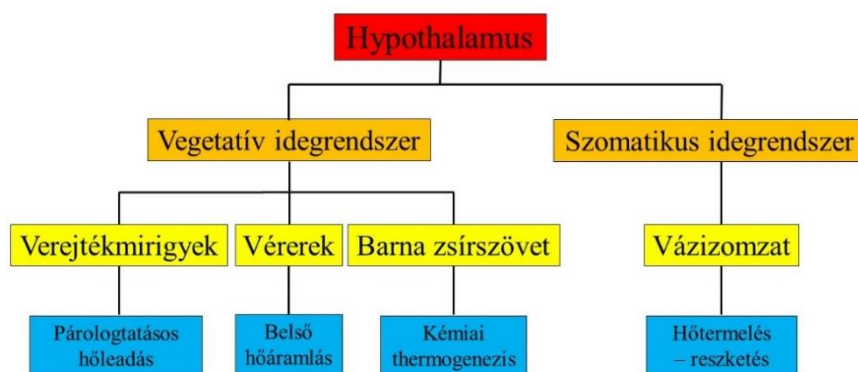 Hypothalamus
Vegetatív idegrendszer
Szomatikus idegrendszer
Verejtékmirigyek
Vérerek
Barna zsírszövet
Vázizomzat
Párologtatásos
hőleadás
Belső
hőáramlás
Kémiai
thermogenezis
Hőtermelés
– reszketés